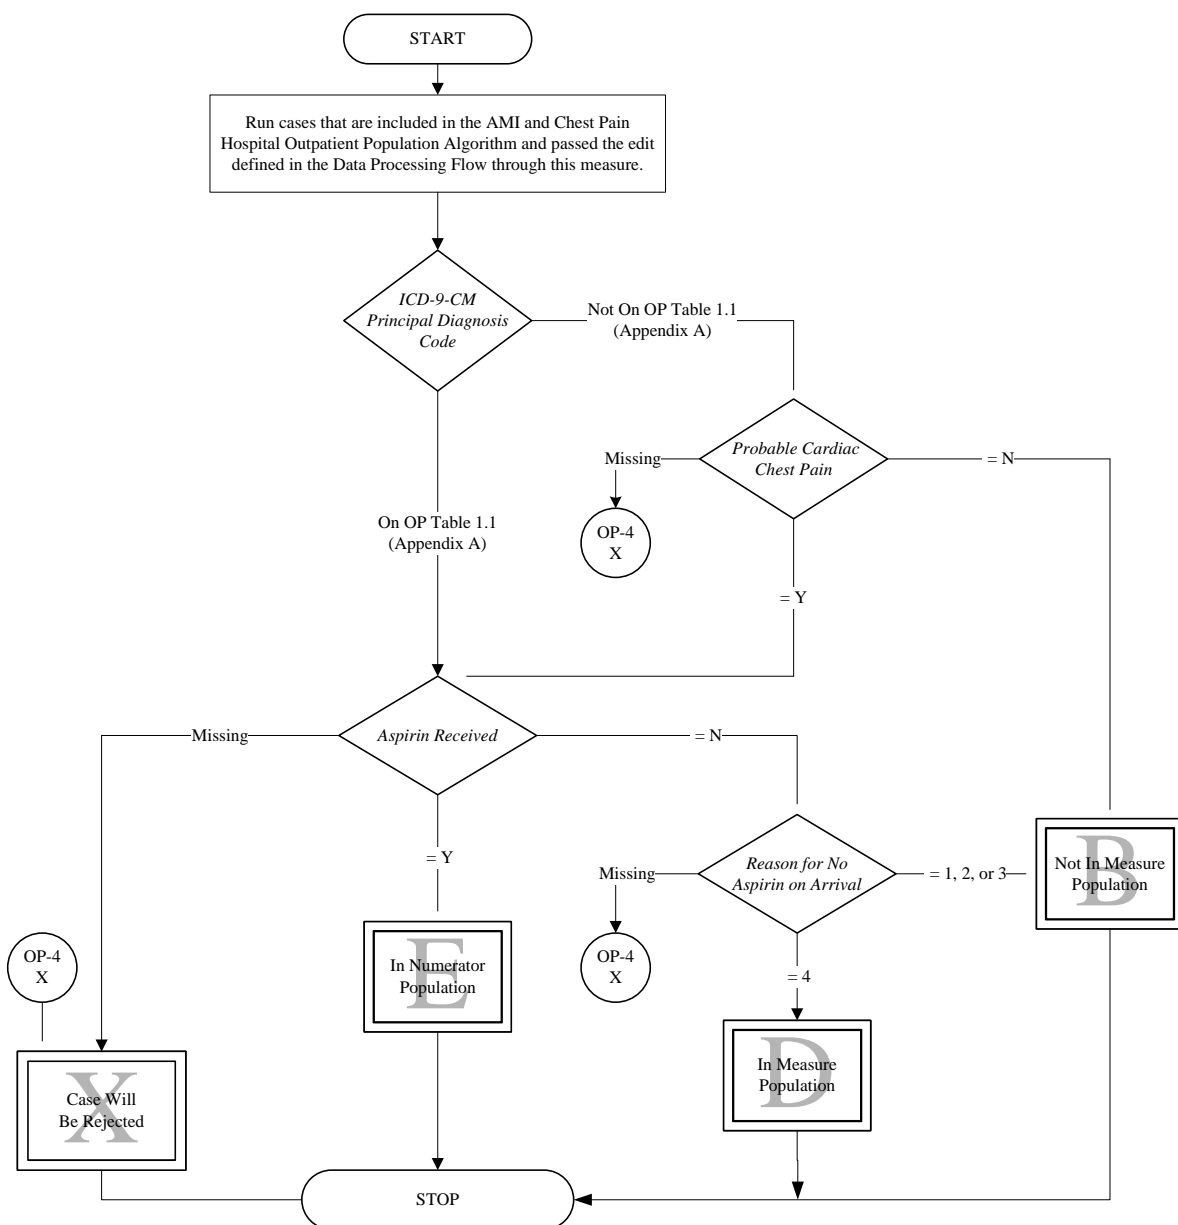 START
Run cases that are included in the AMI and Chest Pain
Hospital Outpatient Population Algorithm and passed the edit
defined in the Data Processing Flow through this measure.
ICD-9-CM
Principal Diagnosis
Code
Not On OP Table 1.1
(Appendix A)
Probable Cardiac
Chest Pain
Missing
= N
OP-4
X
On OP Table 1.1
(Appendix A)
= Y
Aspirin Received
Missing
= N
= Y
Reason for No
Aspirin on Arrival
Missing
= 1, 2, or 3
B
Not In Measure
Population
OP-4
X
E
In Numerator
Population
OP-4
X
= 4
D
In Measure
Population
X
Case Will
Be Rejected
STOP